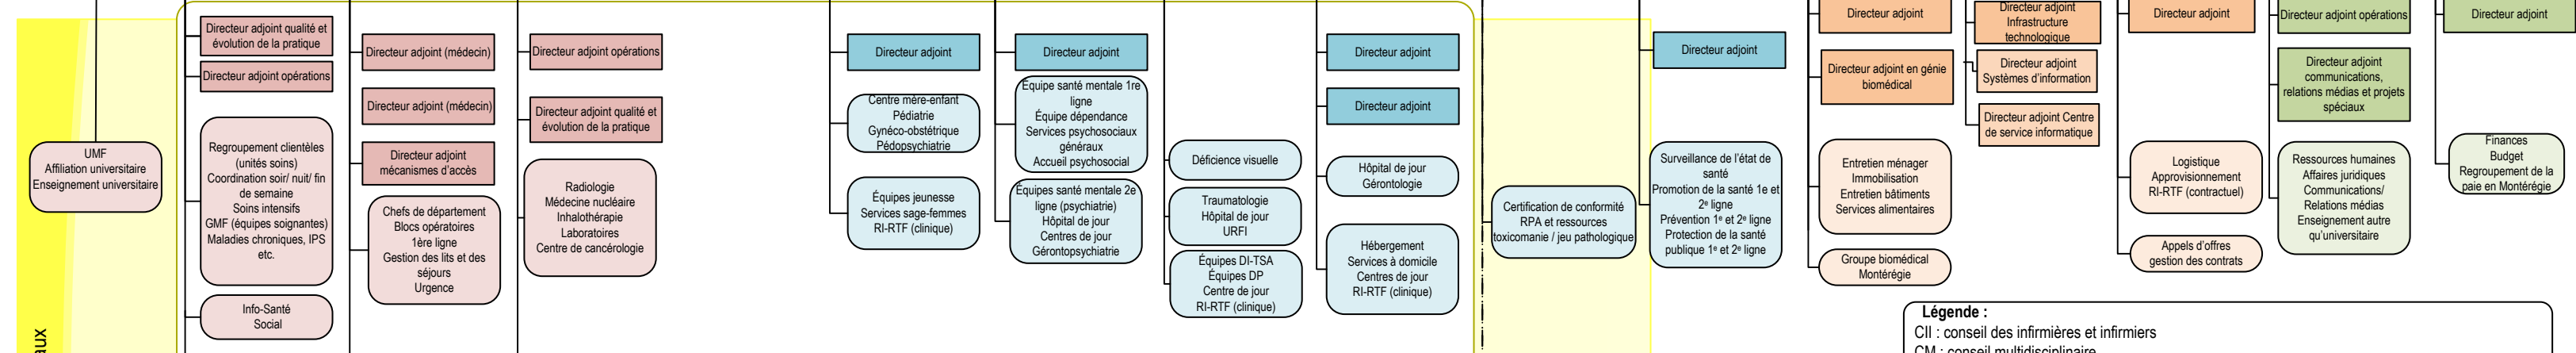 Directeur adjoint qualité et
évolution de la pratique
Directeur adjoint opérations
UMF
Affiliation universitaire
Enseignement universitaire
Regroupement clientèles
(unités soins)
Coordination soir/ nuit/ fin
de semaine
Soins intensifs
GMF (équipes soignantes)
Maladies chroniques, IPS
etc.
Info-Santé
Social
Directeur adjoint (médecin)
Directeur adjoint (médecin)
Directeur adjoint
mécanismes d'accès
Chefs de département
Blocs opératoires
1ère ligne
Gestion des lits et des
séjours
Urgence
Directeur adjoint opérations
Directeur adjoint qualité et
évolution de la pratique
Radiologie
Médecine nucléaire
Inhalothérapie
Laboratoires
Centre de cancérologie
Directeur adjoint
Centre mère-enfant
Pédiatrie
Gynéco-obstétrique
Pédopsychiatrie
Équipes jeunesse
Services sage-femmes
RI-RTF (clinique)
Directeur adjoint
Équipe santé mentale 1re
ligne
Équipe dépendance
Services psychosociaux
généraux
Accueil psychosocial
Équipes santé mentale 2e
ligne (psychiatrie)
Hôpital de jour
Centres de jour
Gérontopsychiatrie
Déficience visuelle
Traumatologie
Hôpital de jour
URFI
Équipes DI-TSA
Équipes DP
Centre de jour
RI-RTF (clinique)
Directeur adjoint
Directeur adjoint
Hôpital de jour
Gérontologie
Hébergement
Services à domicile
Centres de jour
RI-RTF (clinique)
Certification de conformité
RPA et ressources
toxicomanie / jeu pathologique
Directeur adjoint
Surveillance de l'état de
santé
Promotion de la santé 1e et
2e ligne
Prévention 1e et 2e ligne
Protection de la santé
publique 1e et 2e ligne
Directeur adjoint
Directeur adjoint en génie
biomédical
Entretien ménager
Immobilisation
Entretien bâtiments
Services alimentaires
Groupe biomédical
Montérégie
Directeur adjoint
Infrastructure
technologique
Directeur adjoint
Systèmes d'information
Directeur adjoint Centre
de service informatique
Directeur adjoint
Logistique
Approvisionnement
RI-RTF (contractuel)
Appels d'offres
gestion des contrats
Directeur adjoint opérations
Directeur adjoint
communications,
relations médias et projets
spéciaux
Ressources humaines
Affaires juridiques
Communications/
Relations médias
Enseignement autre
qu'universitaire
Directeur adjoint
Finances
Budget
Regroupement de la
paie en Montérégie
Légende :
CII : conseil des infirmières et infirmiers
CM : conseil multidisciplinaire
aux